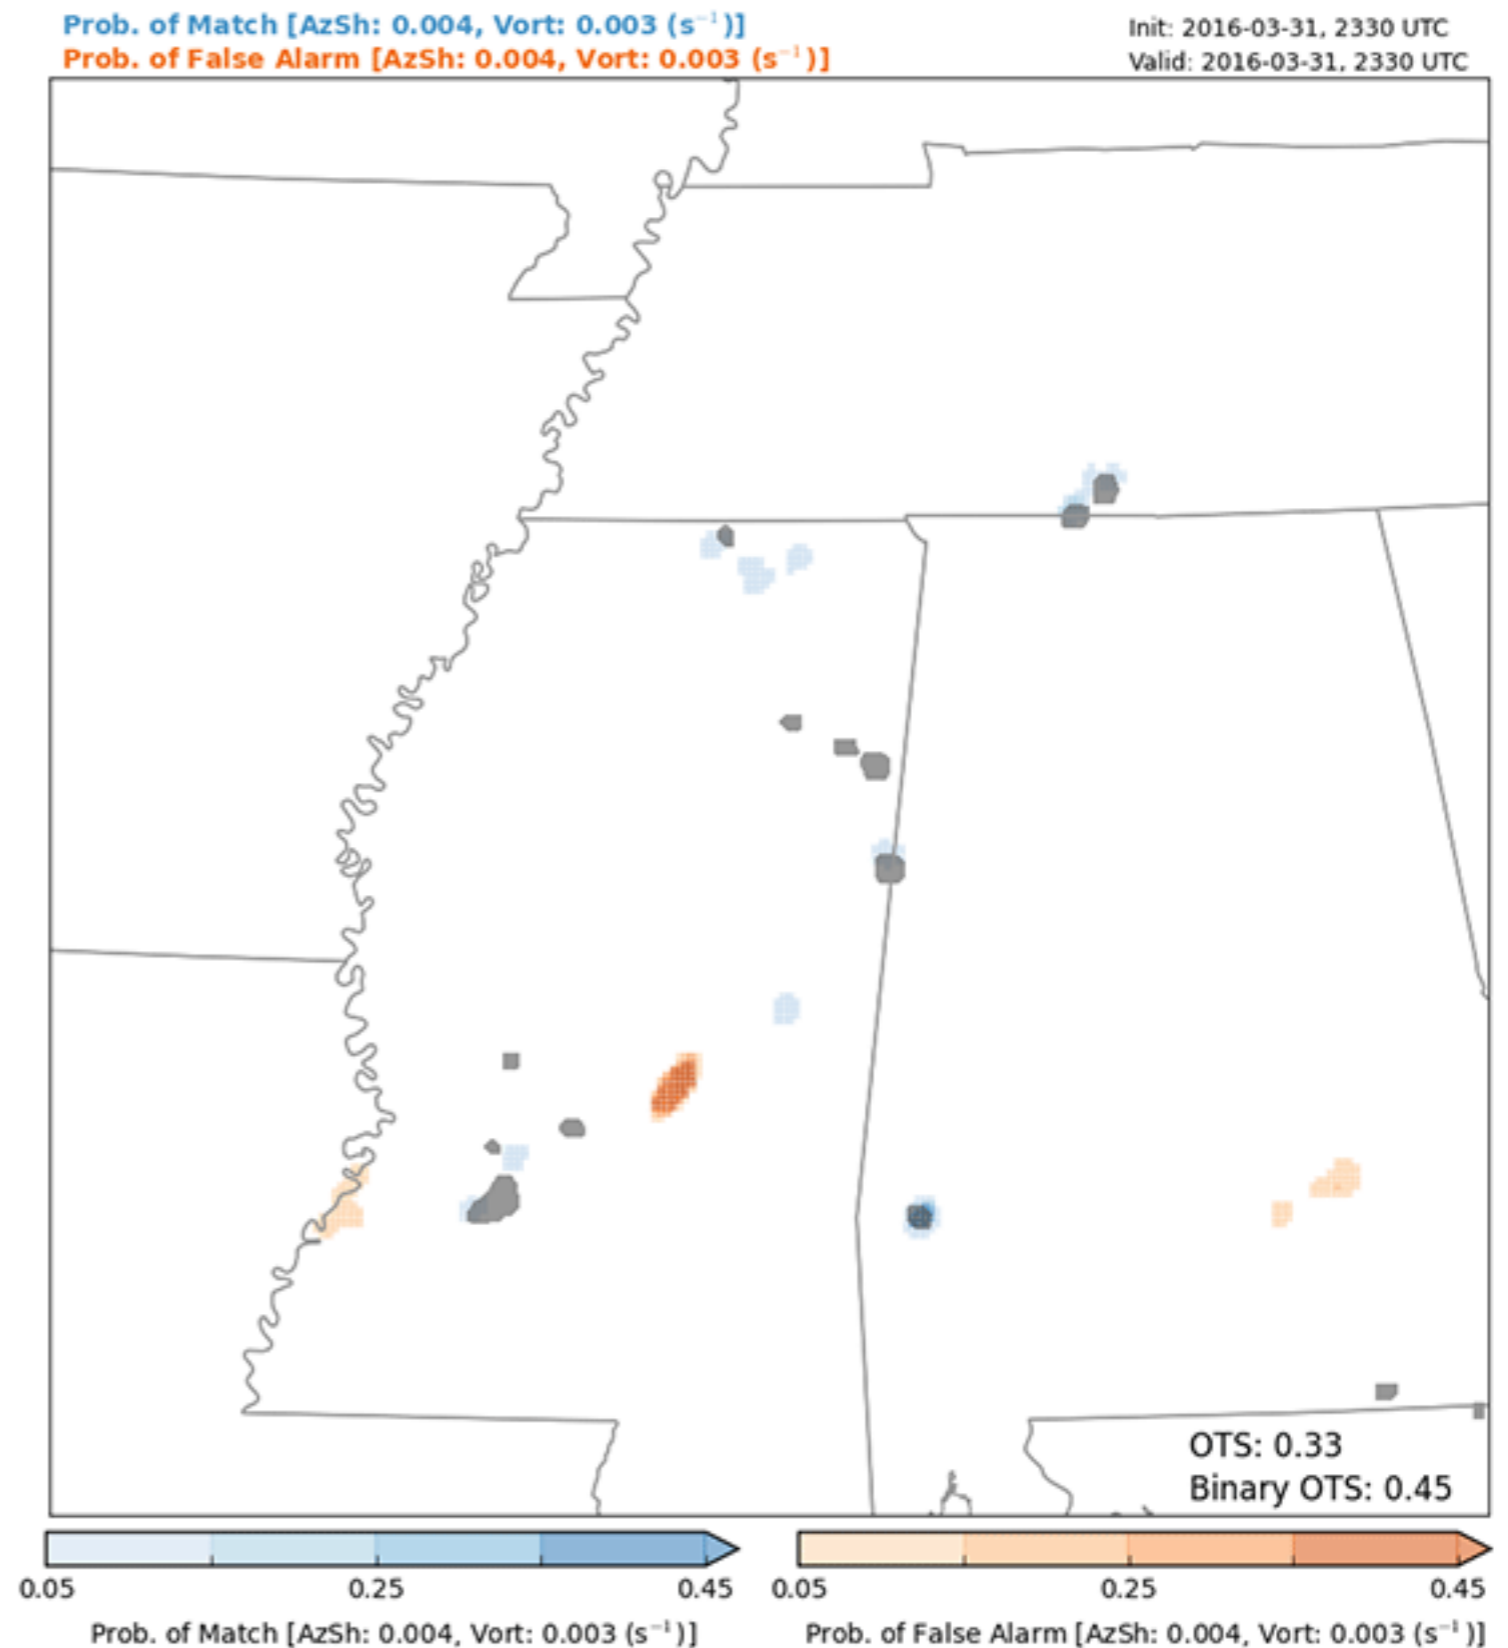 Prob. of Match [AzSh: 0.004, Vort: 0.003 (s⁻¹)]
Prob. of False Alarm [AzSh: 0.004, Vort: 0.003 (s⁻¹)]
Init: 2016-03-31, 2330 UTC
Valid: 2016-03-31, 2330 UTC
OTS: 0.33
Binary OTS: 0.45
0.05 0.25 0.45
Prob. of Match [AzSh: 0.004, Vort: 0.003 (s⁻¹)]
0.05 0.25 0.45
Prob. of False Alarm [AzSh: 0.004, Vort: 0.003 (s⁻¹)]